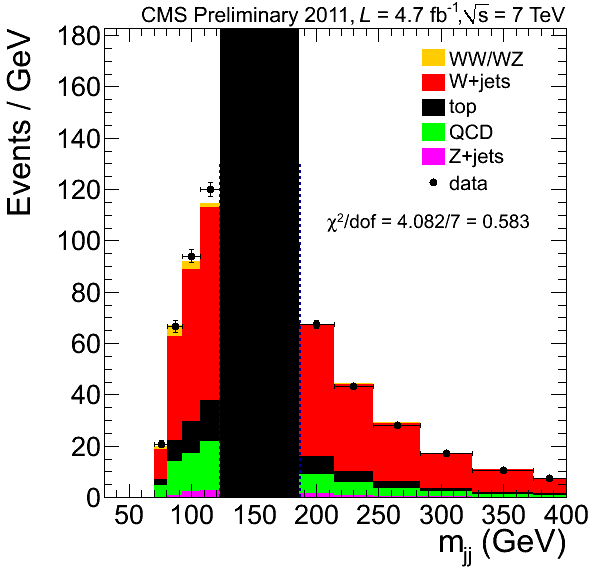 CMS Preliminary 2011, L = 4.7 fb⁻¹, √s = 7 TeV
Events / GeV
180
160
140
120
100
80
60
40
20
0
WW/WZ
W+jets
top
QCD
Z+jets
data
χ²/dof = 4.082/7 = 0.583
50 100 150 200 250 300 350 400
m_jj (GeV)